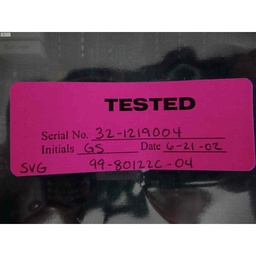 TESTED
Serial No. 32-1219004
Initials GS Date 6-21-02
SVG 99-80122C-04